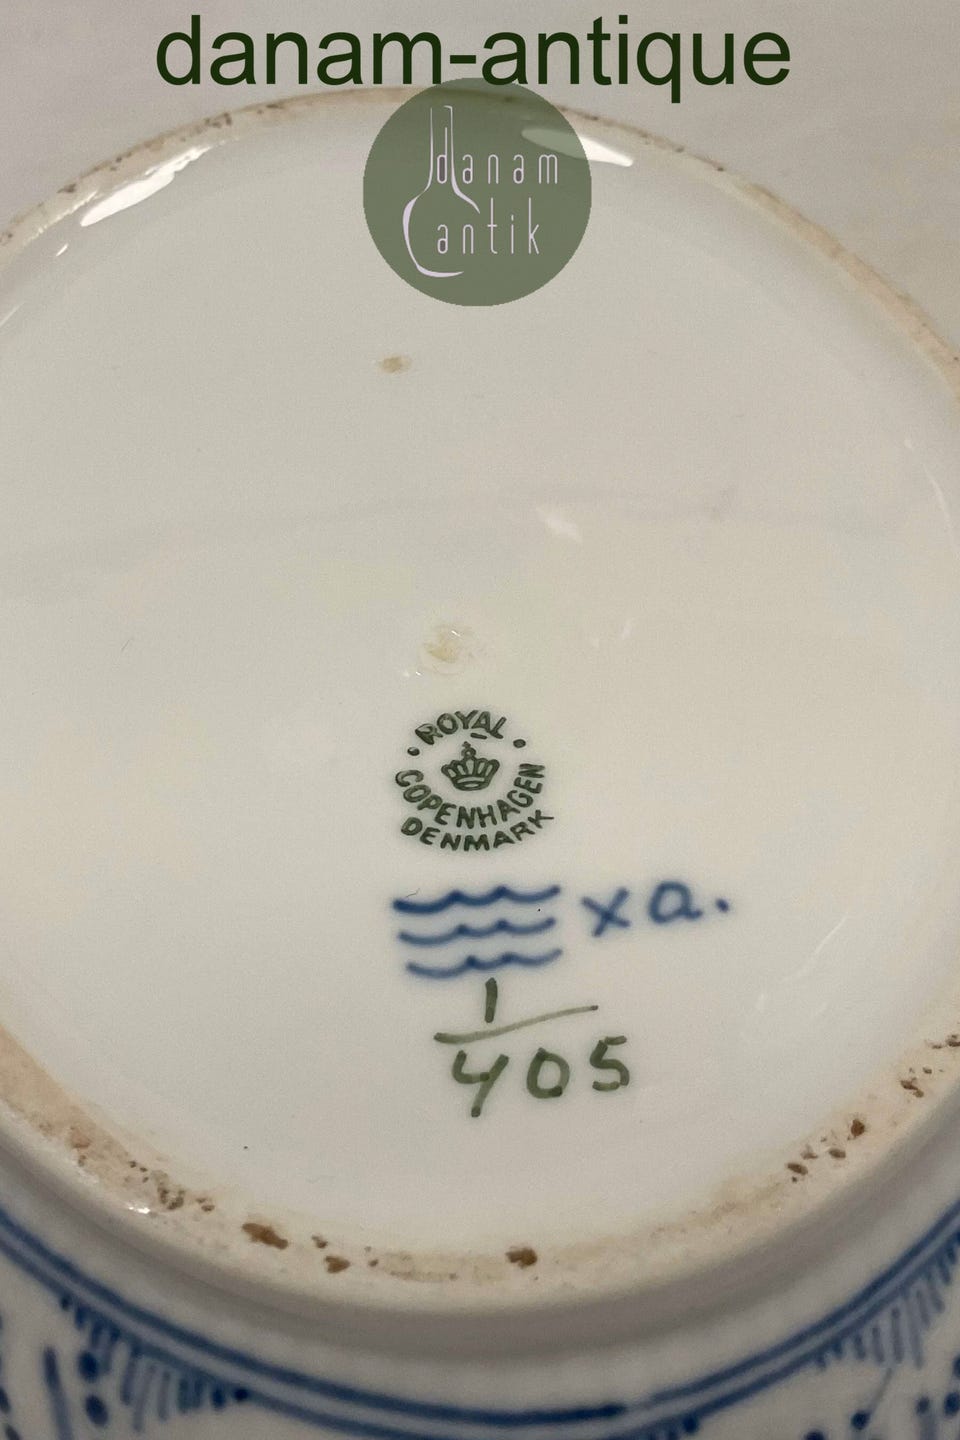 danam-antique
danam
antik
ROYAL
COPENHAGEN
DENMARK
xa.
1
405